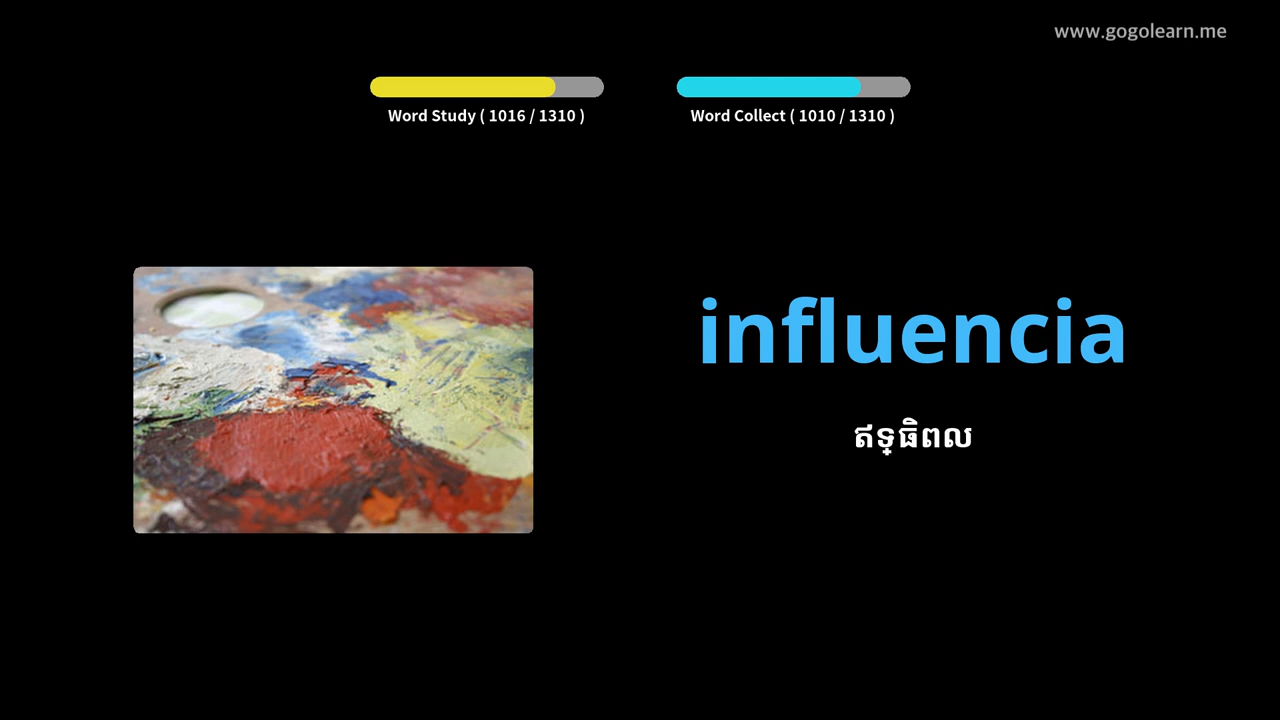 www.gogolearn.me
Word Study ( 1016 / 1310 )
Word Collect ( 1010 / 1310 )
influencia
ឥទ្ធិពល